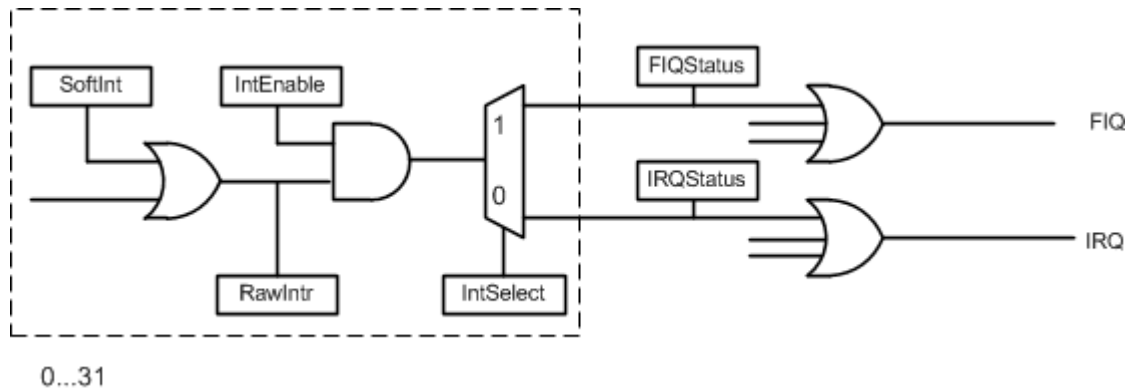 SoftInt
IntEnable
FIQStatus
1
FIQ
0
IRQStatus
IRQ
RawIntr
IntSelect
0...31